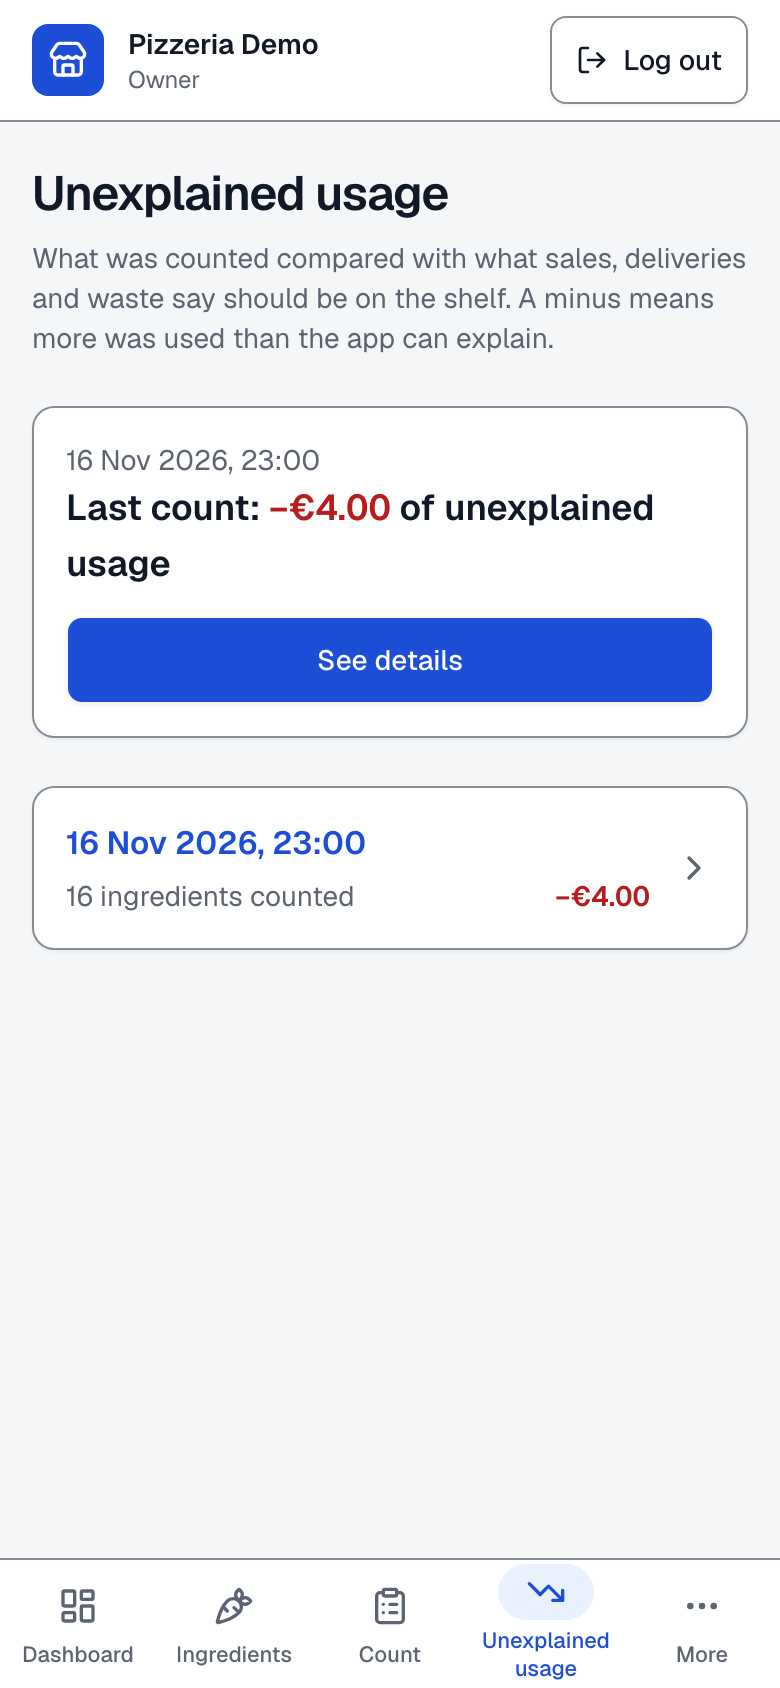 Pizzeria Demo
Owner
Log out
Unexplained usage
What was counted compared with what sales, deliveries
and waste say should be on the shelf. A minus means
more was used than the app can explain.
16 Nov 2026, 23:00
Last count: −€4.00 of unexplained
usage
See details
16 Nov 2026, 23:00
16 ingredients counted
−€4.00
Dashboard
Ingredients
Count
Unexplained
usage
More